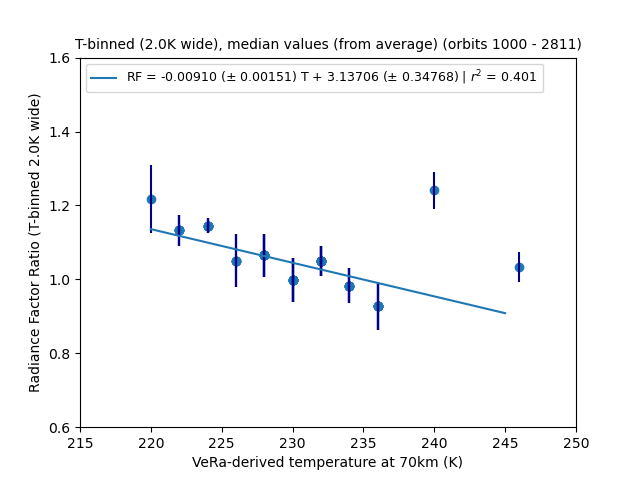 T-binned (2.0K wide), median values (from average) (orbits 1000 - 2811)
RF = -0.00910 (± 0.00151) T + 3.13706 (± 0.34768) | r² = 0.401
Radiance Factor Ratio (T-binned 2.0K wide)
1.6
1.4
1.2
1.0
0.8
0.6
215 220 225 230 235 240 245 250
VeRa-derived temperature at 70km (K)